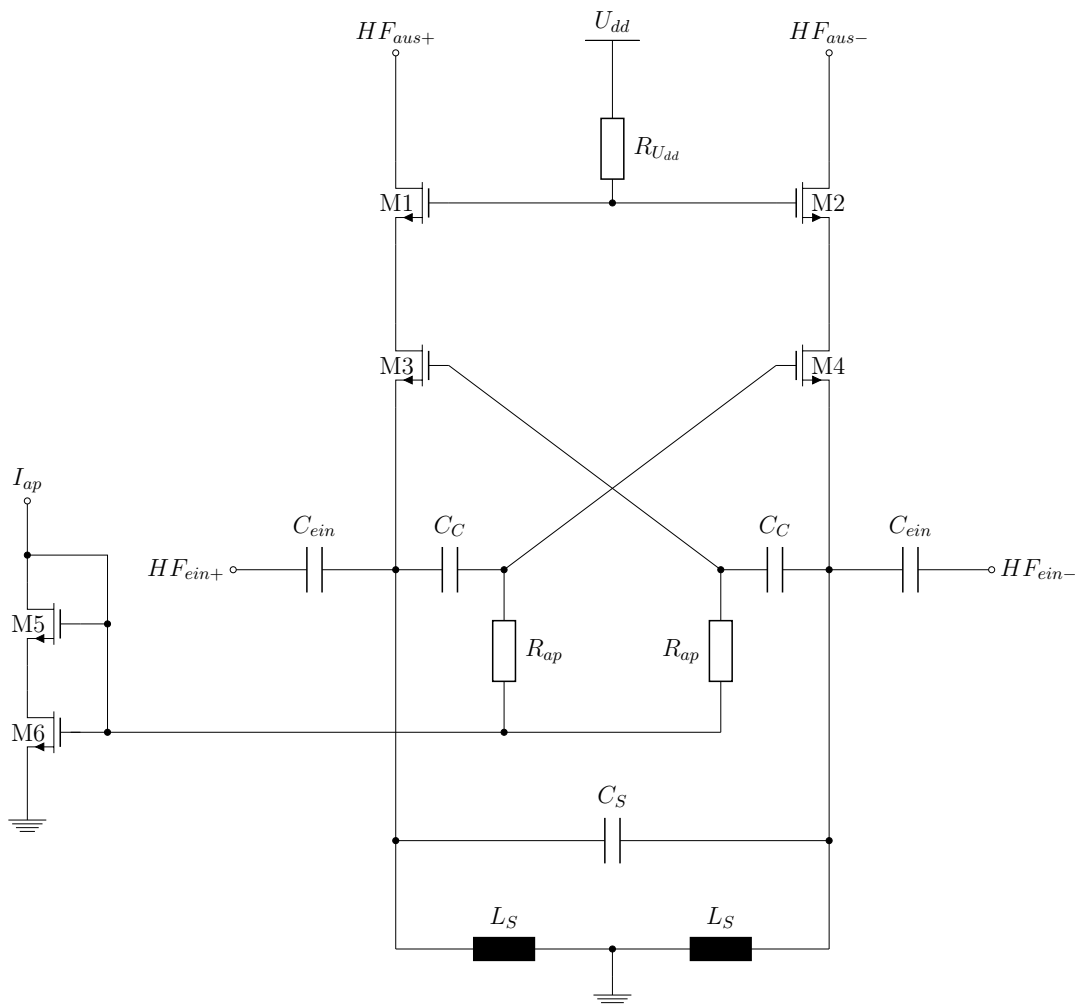 U_{dd}
HF_{aus+}
HF_{aus−}
R_{U_{dd}}
M1
M2
M3
M4
I_{ap}
C_{ein}
C_C
C_C
C_{ein}
HF_{ein+}
HF_{ein−}
M5
R_{ap}
R_{ap}
M6
C_S
L_S
L_S